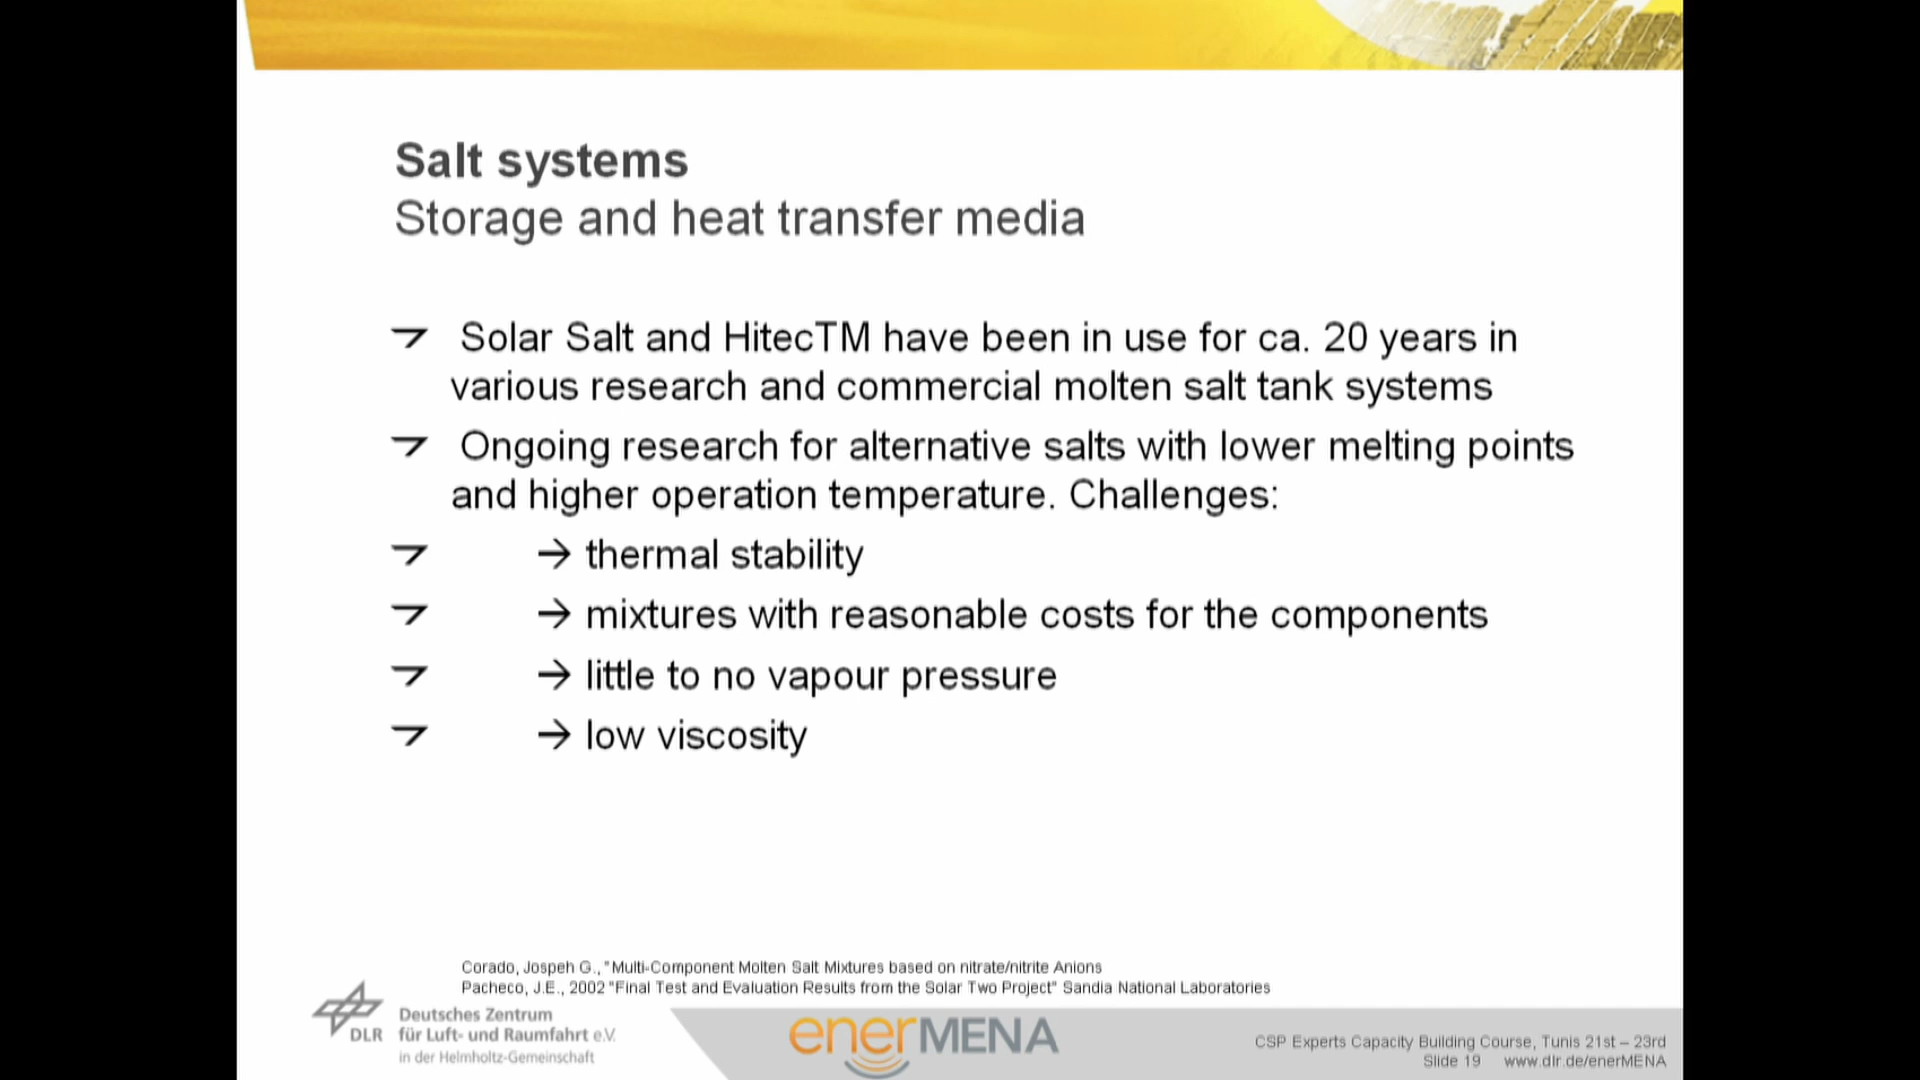 Salt systems
Storage and heat transfer media
Solar Salt and HitecTM have been in use for ca. 20 years in
various research and commercial molten salt tank systems
Ongoing research for alternative salts with lower melting points
and higher operation temperature. Challenges:
→ thermal stability
→ mixtures with reasonable costs for the components
→ little to no vapour pressure
→ low viscosity
Corado, Jospeh G., "Multi-Component Molten Salt Mixtures based on nitrate/nitrite Anions
Pacheco, J.E., 2002 "Final Test and Evaluation Results from the Solar Two Project" Sandia National Laboratories
DLR
Deutsches Zentrum
für Luft- und Raumfahrt e.V.
in der Helmholtz-Gemeinschaft
enerMENA
CSP Experts Capacity Building Course, Tunis 21st – 23rd
Slide 19 www.dlr.de/enerMENA